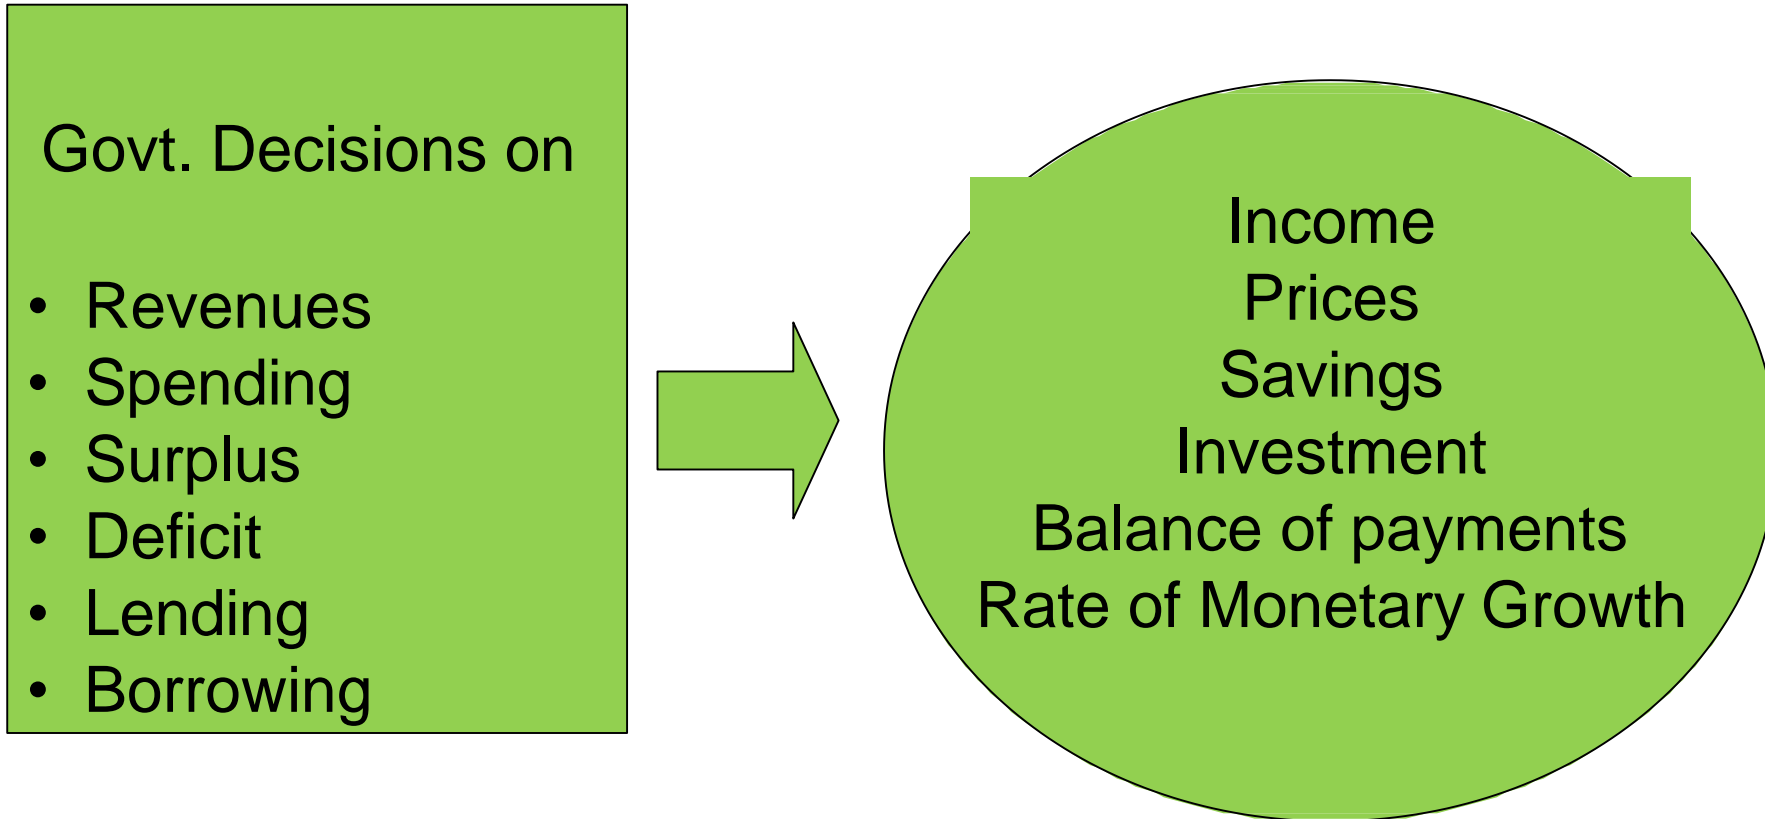 Govt. Decisions on
• Revenues
• Spending
• Surplus
• Deficit
• Lending
• Borrowing
Income
Prices
Savings
Investment
Balance of payments
Rate of Monetary Growth